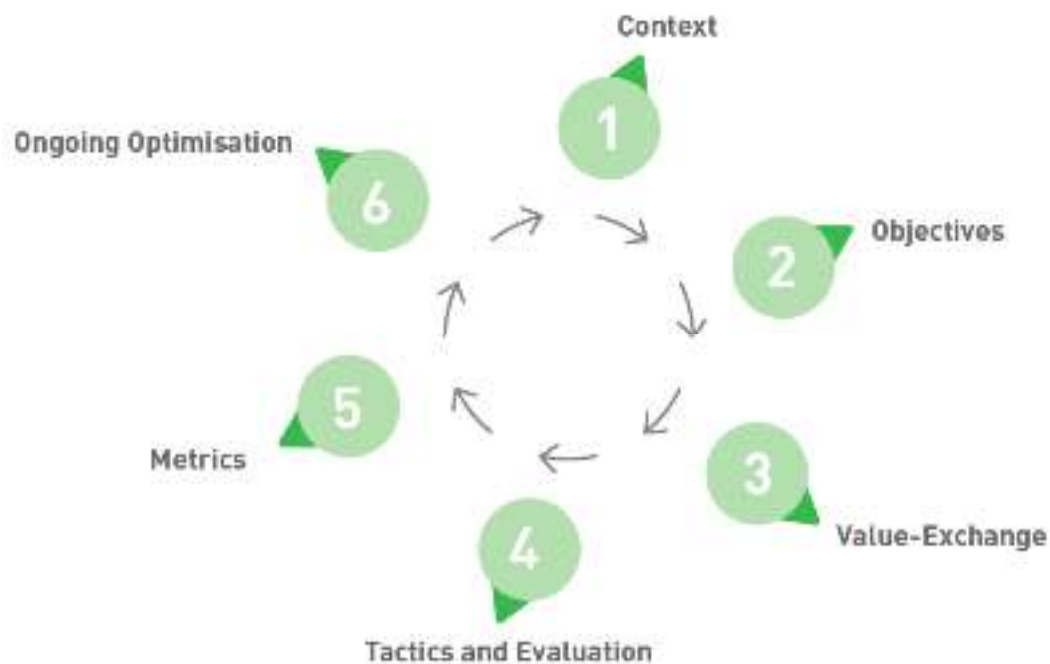 Context
1
Objectives
2
Value-Exchange
3
Tactics and Evaluation
4
Metrics
5
Ongoing Optimisation
6